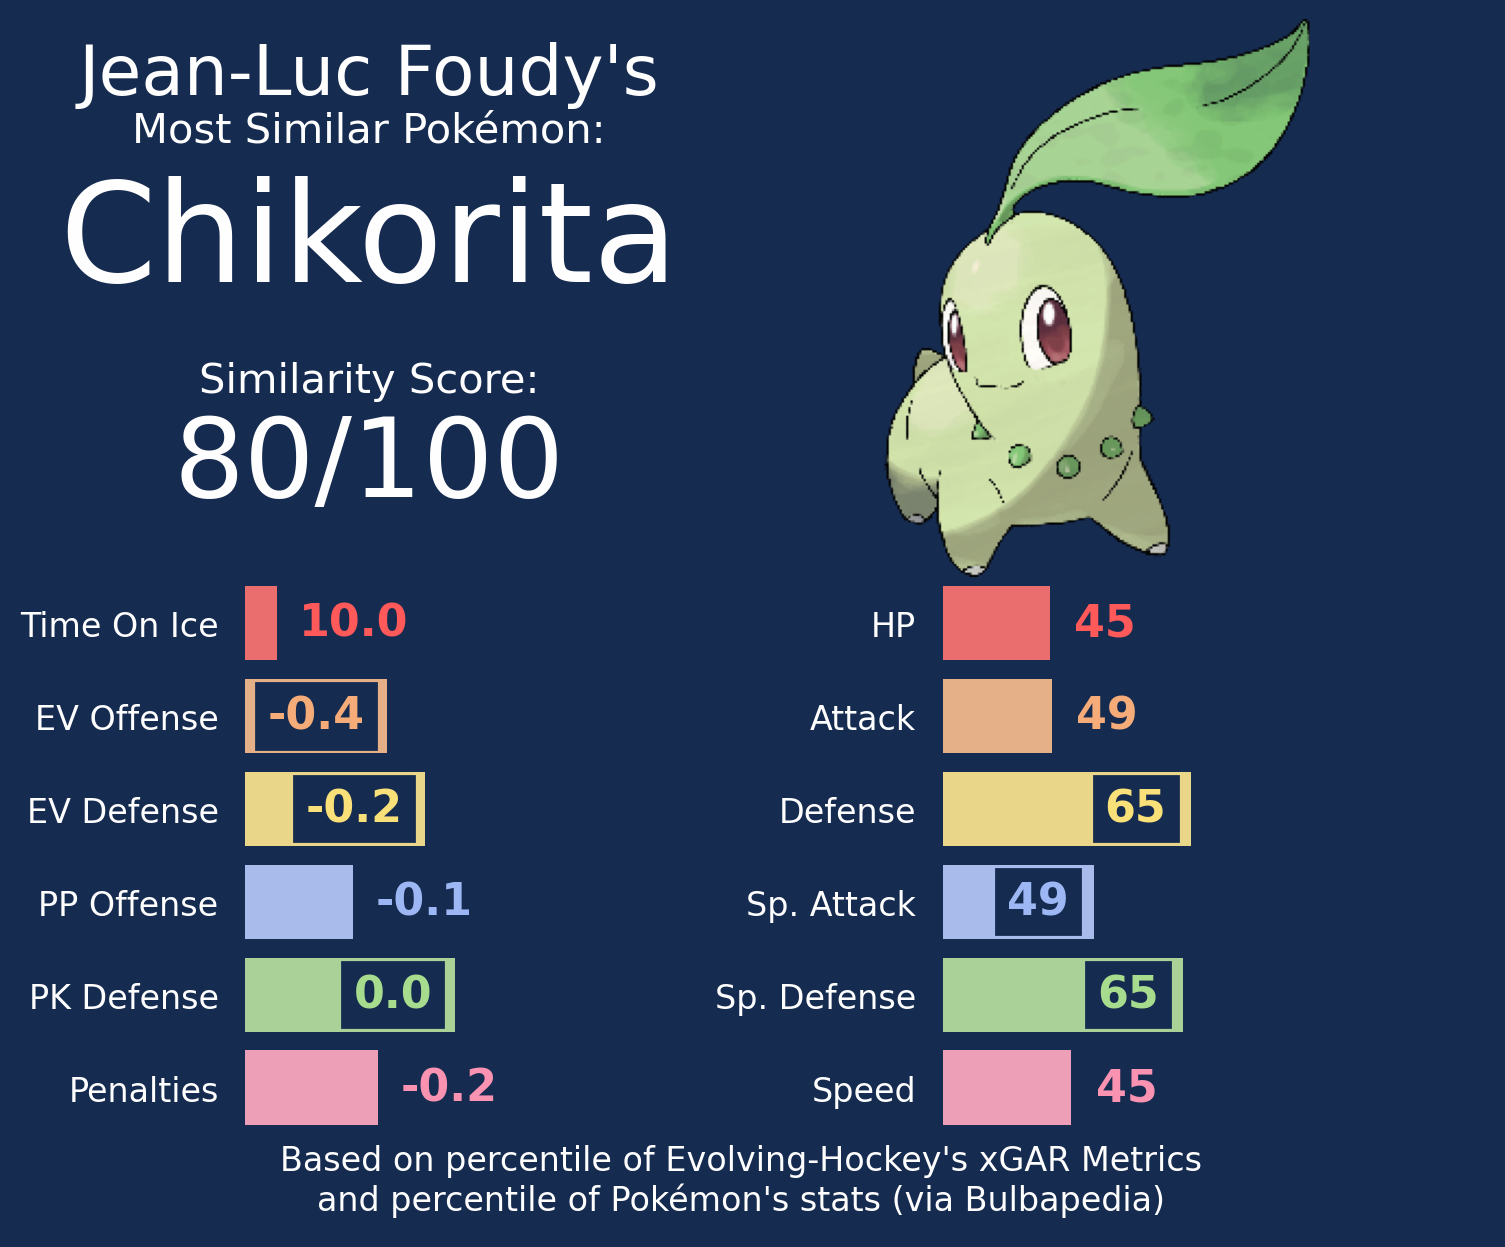 Jean-Luc Foudy's
Most Similar Pokémon:
Chikorita
Similarity Score:
80/100
Time On Ice 10.0
EV Offense -0.4
EV Defense -0.2
PP Offense -0.1
PK Defense 0.0
Penalties -0.2
HP 45
Attack 49
Defense 65
Sp. Attack 49
Sp. Defense 65
Speed 45
Based on percentile of Evolving-Hockey's xGAR Metrics
and percentile of Pokémon's stats (via Bulbapedia)